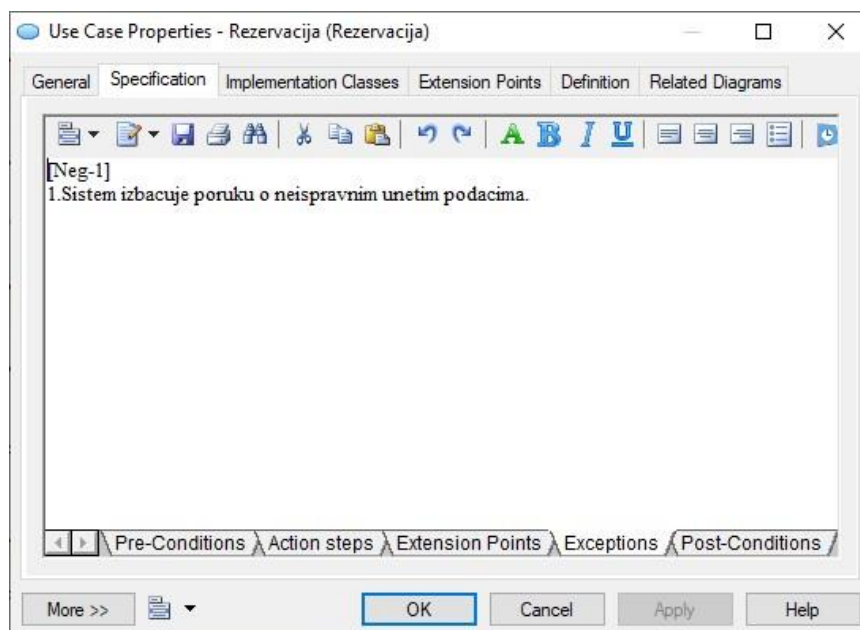 Use Case Properties - Rezervacija (Rezervacija)
General Specification Implementation Classes Extension Points Definition Related Diagrams
A B I U
[Neg-1]
1.Sistem izbacuje poruku o neispravnim unetim podacima.
Pre-Conditions Action steps Extension Points Exceptions Post-Conditions
More >> OK Cancel Apply Help